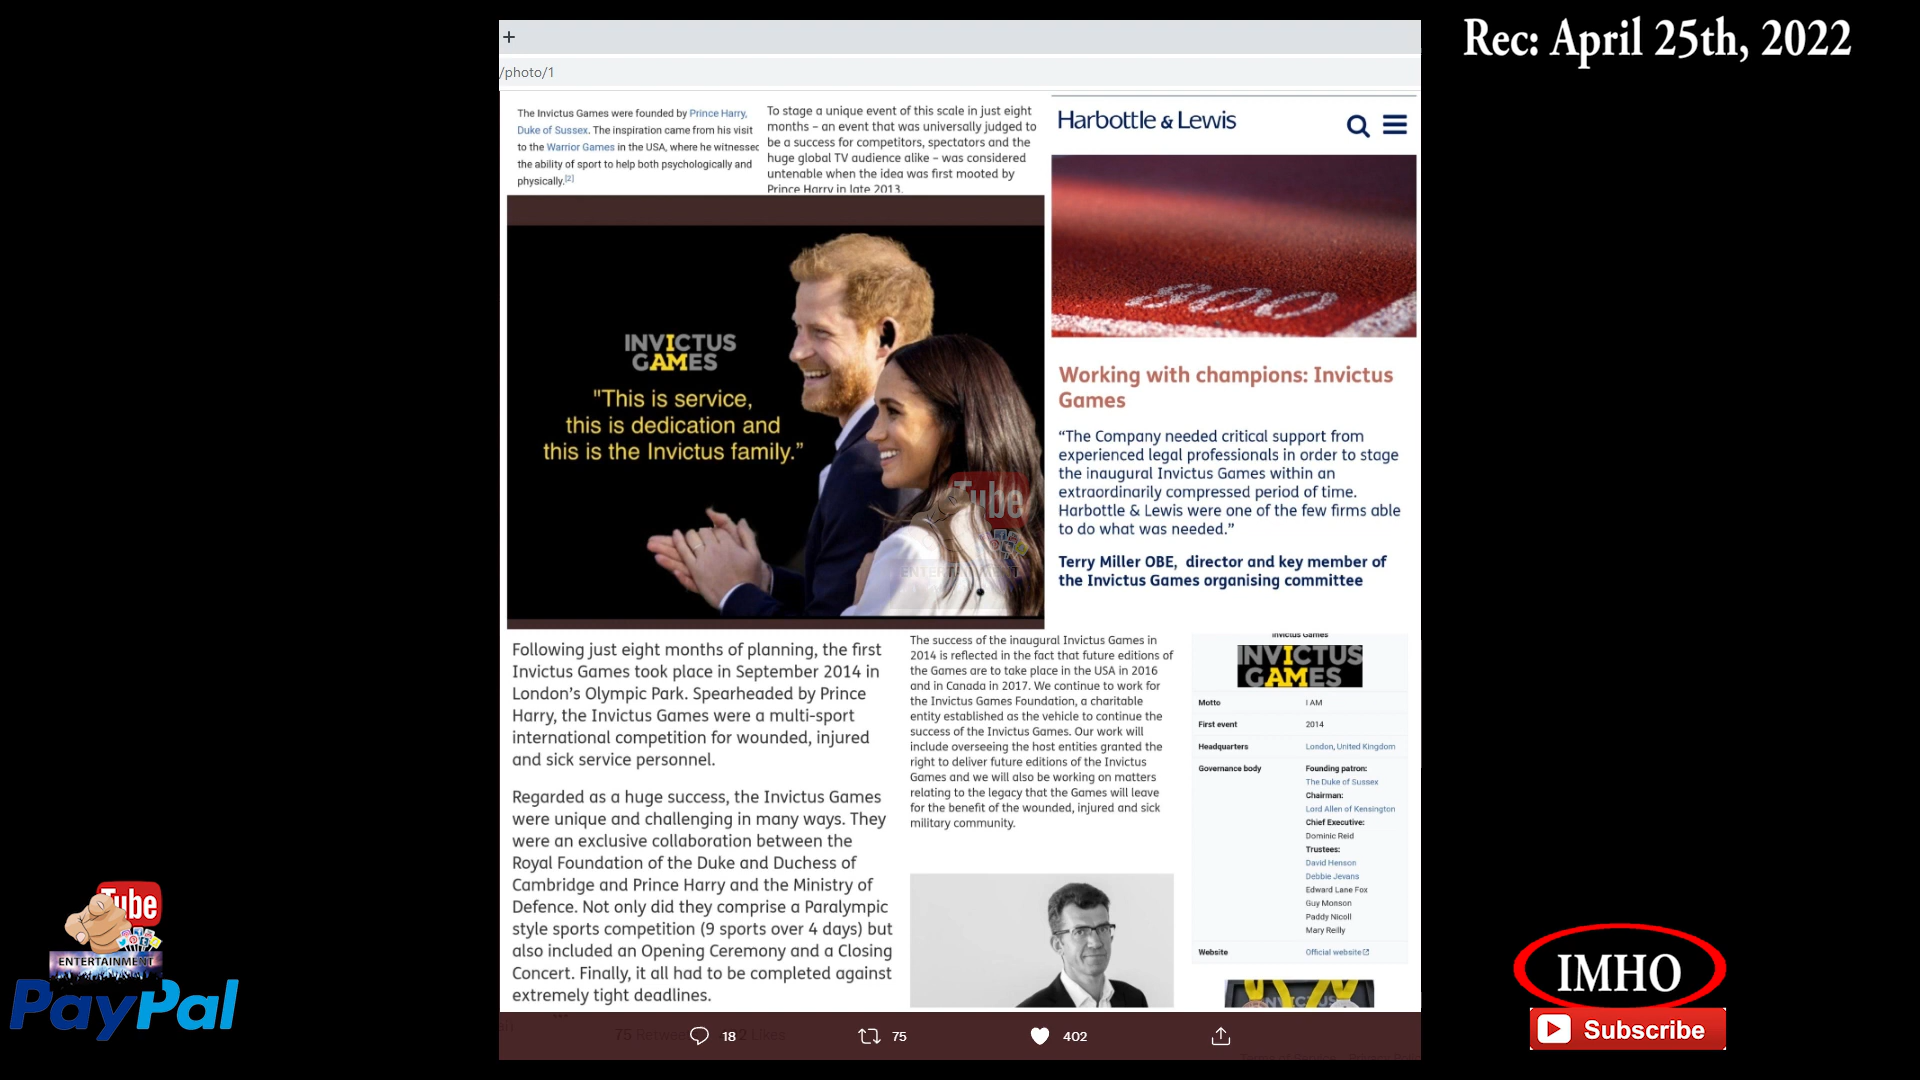 Rec: April 25th, 2022
+
/photo/1
The Invictus Games were founded by Prince Harry,
Duke of Sussex. The inspiration came from his visit
to the Warrior Games in the USA, where he witnessed
the ability of sport to help both psychologically and
physically.[2]
To stage a unique event of this scale in just eight
months – an event that was universally judged to
be a success for competitors, spectators and the
huge global TV audience alike – was considered
untenable when the idea was first mooted by
Prince Harry in late 2013.
Harbottle & Lewis
800
INVICTUS
GAMES
"This is service,
this is dedication and
this is the Invictus family.”
Tube
ENTERTAINMENT
Working with champions: Invictus
Games
“The Company needed critical support from
experienced legal professionals in order to stage
the inaugural Invictus Games within an
extraordinarily compressed period of time.
Harbottle & Lewis were one of the few firms able
to do what was needed.”
Terry Miller OBE, director and key member of
the Invictus Games organising committee
Following just eight months of planning, the first
Invictus Games took place in September 2014 in
London’s Olympic Park. Spearheaded by Prince
Harry, the Invictus Games were a multi-sport
international competition for wounded, injured
and sick service personnel.
Regarded as a huge success, the Invictus Games
were unique and challenging in many ways. They
were an exclusive collaboration between the
Royal Foundation of the Duke and Duchess of
Cambridge and Prince Harry and the Ministry of
Defence. Not only did they comprise a Paralympic
style sports competition (9 sports over 4 days) but
also included an Opening Ceremony and a Closing
Concert. Finally, it all had to be completed against
extremely tight deadlines.
The success of the inaugural Invictus Games in
2014 is reflected in the fact that future editions of
the Games are to take place in the USA in 2016
and in Canada in 2017. We continue to work for
the Invictus Games Foundation, a charitable
entity established as the vehicle to continue the
success of the Invictus Games. Our work will
include overseeing the host entities granted the
right to deliver future editions of the Invictus
Games and we will also be working on matters
relating to the legacy that the Games will leave
for the benefit of the wounded, injured and sick
military community.
Invictus Games
INVICTUS
GAMES
Motto I AM
First event 2014
Headquarters London, United Kingdom
Governance body Founding patron:
The Duke of Sussex
Chairman:
Lord Allen of Kensington
Chief Executive:
Dominic Reid
Trustees:
David Henson
Debbie Jevans
Edward Lane Fox
Guy Monson
Paddy Nicoll
Mary Reilly
Website Official website
INVICTUS
18 75 402
Tube
ENTERTAINMENT
PayPal
IMHO
Subscribe